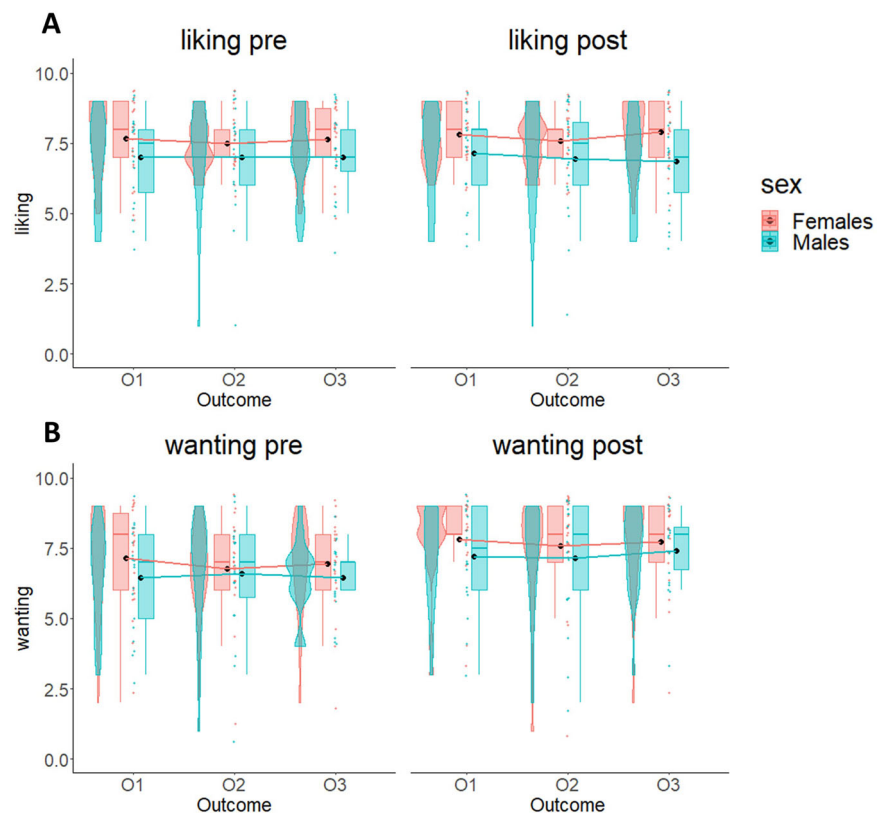 A
liking pre
liking post
10.0
7.5
5.0
2.5
0.0
liking
O1
O2
O3
Outcome
O1
O2
O3
Outcome
sex
Females
Males
B
wanting pre
wanting post
10.0
7.5
5.0
2.5
0.0
wanting
O1
O2
O3
Outcome
O1
O2
O3
Outcome